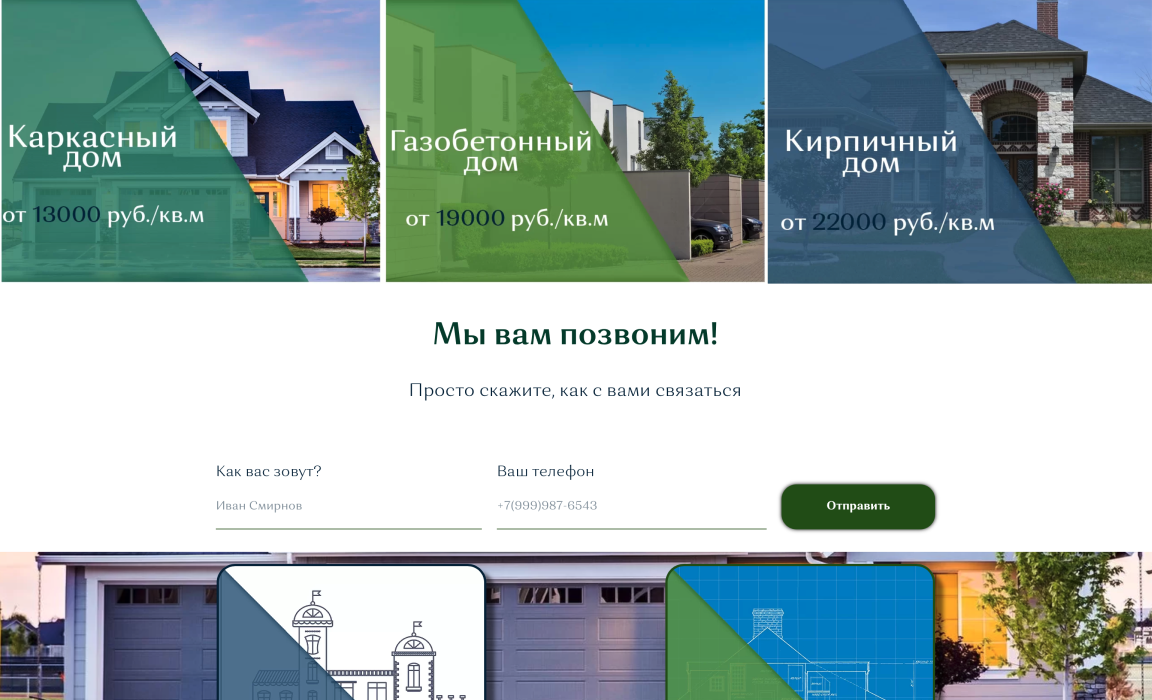 Каркасный
дом
от 13000 руб./кв.м
Газобетонный
дом
от 19000 руб./кв.м
Кирпичный
дом
от 22000 руб./кв.м
Мы вам позвоним!
Просто скажите, как с вами связаться
Как вас зовут?
Иван Смирнов
Ваш телефон
+7(999)987-6543
Отправить